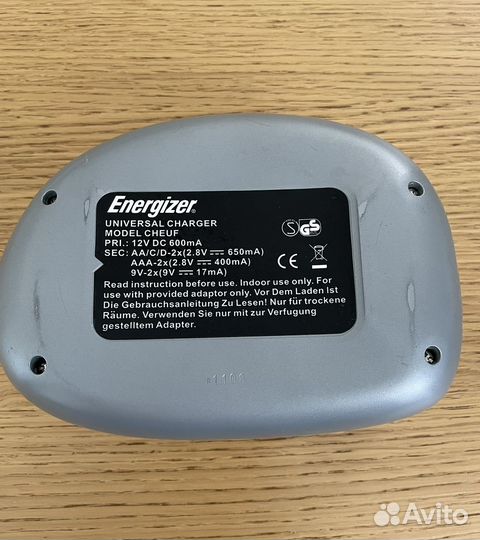 Energizer®
UNIVERSAL CHARGER
MODEL CHEUF
PRI.: 12V DC 600mA
SEC: AA/C/D-2x(2.8V ⎓ 650mA)
AAA-2x(2.8V ⎓ 400mA)
9V-2x(9V ⎓ 17mA)
S GS
CE
Read instruction before use. Indoor use only. For
use with provided adaptor only. Vor Dem Laden Ist
Die Gebrauchsanleitung Zu Lesen! Nur für trockene
Räume. Verwenden Sie nur mit zur Verfugung
gestelltem Adapter.
1100
Avito